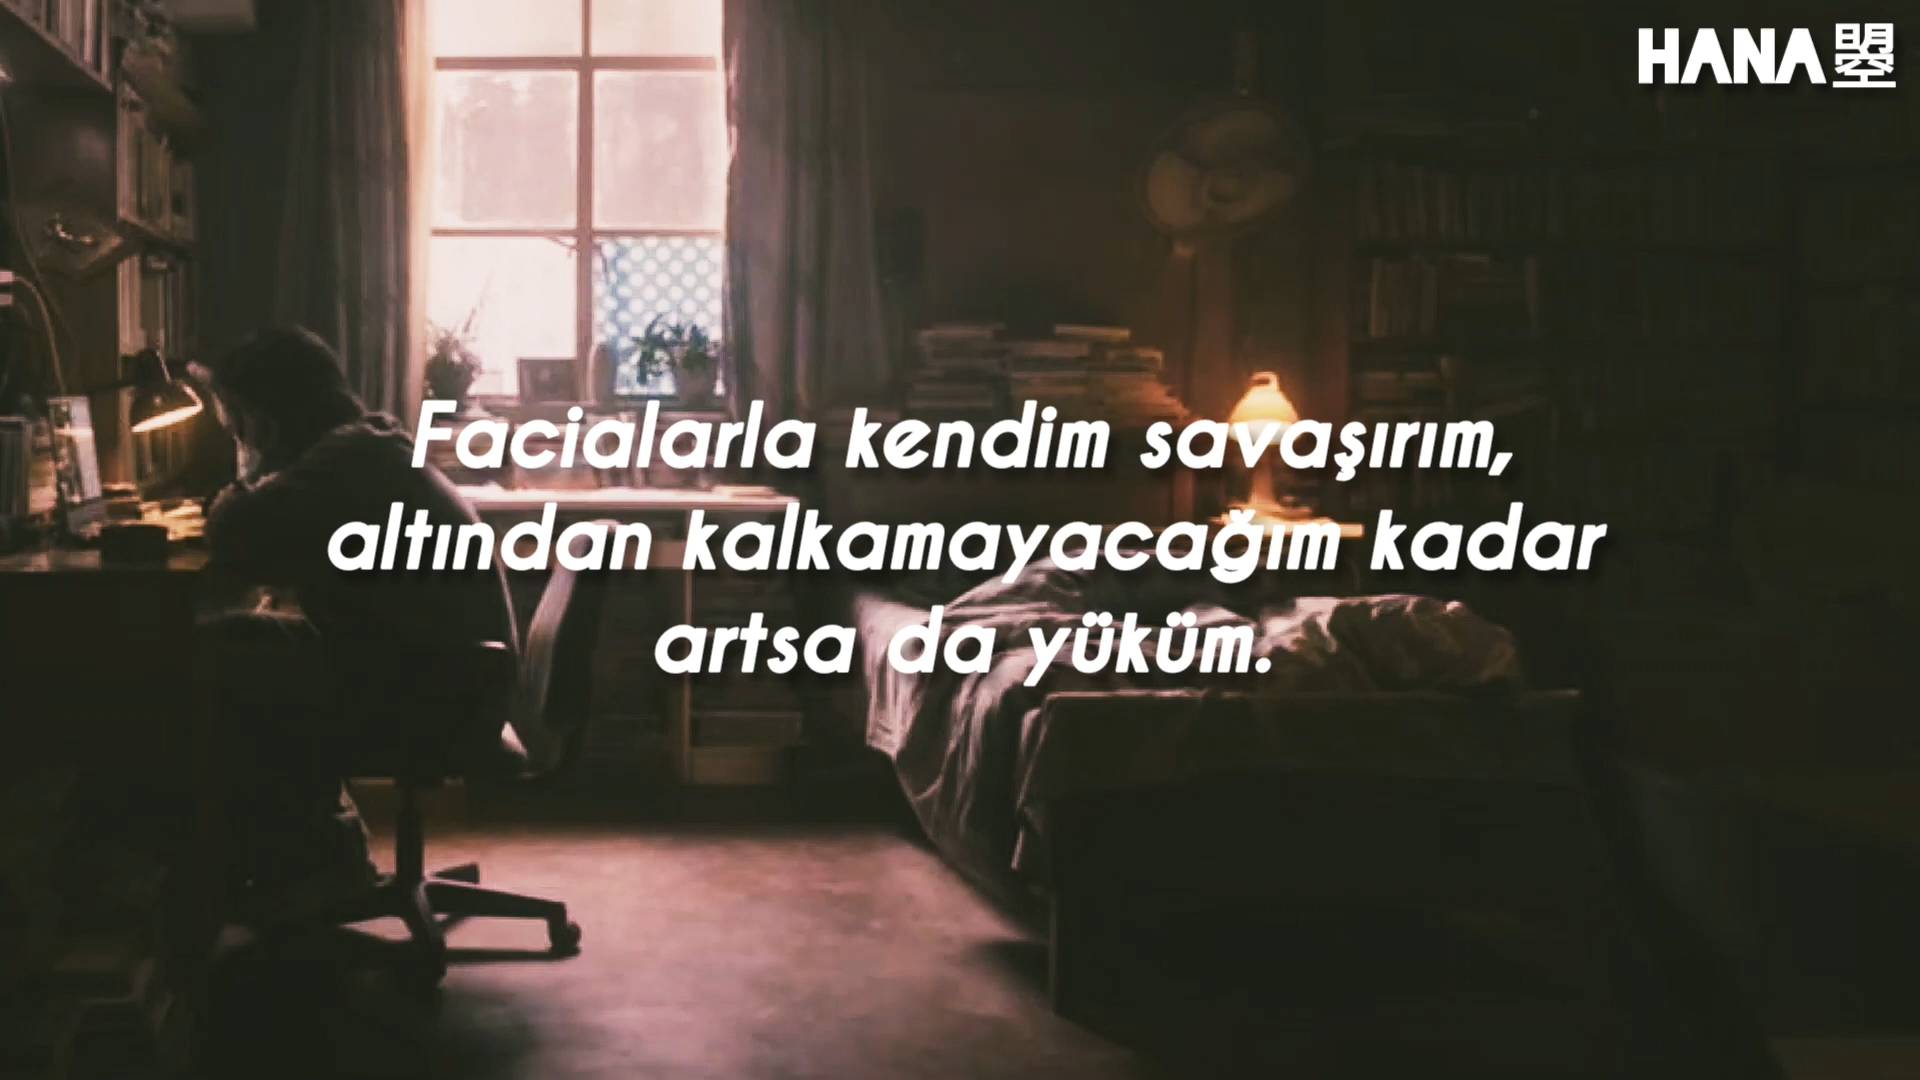 HANA
Facialarla kendim savaşırım,
altından kalkamayacağım kadar
artsa da yüküm.